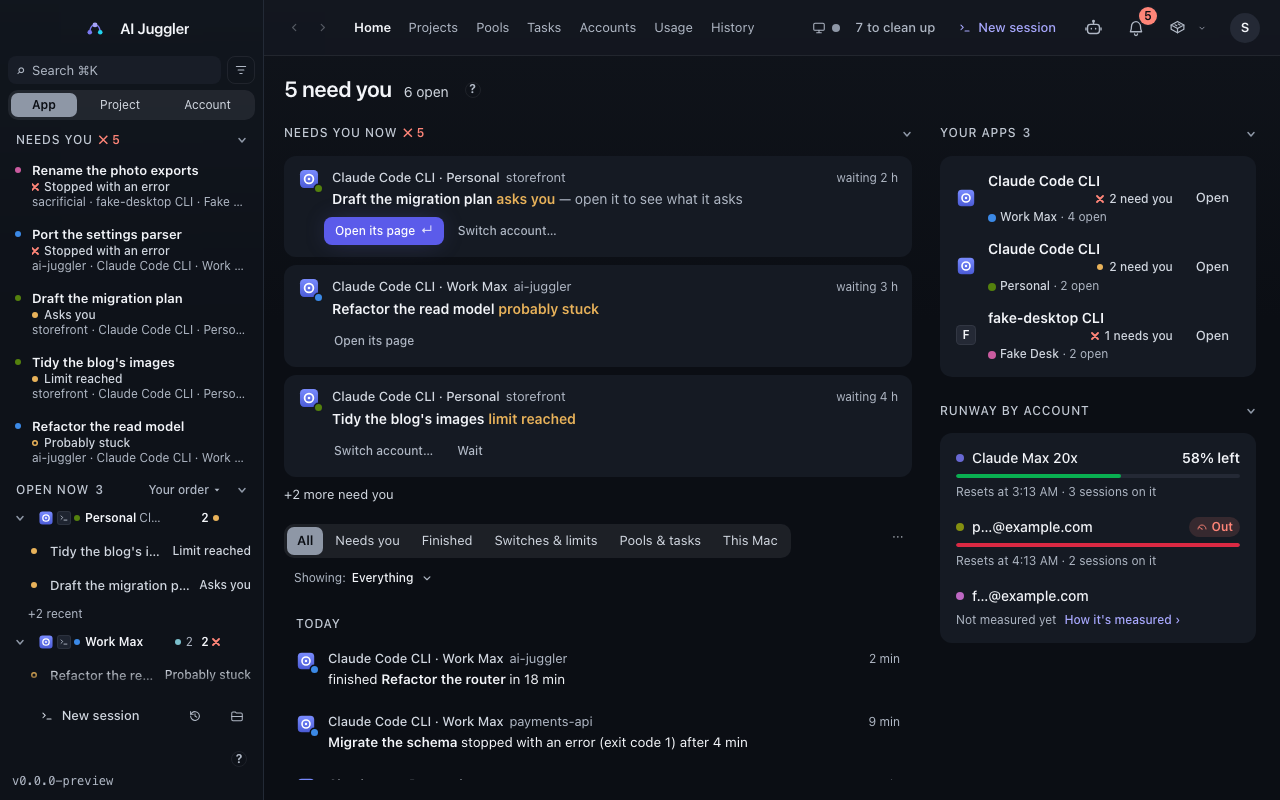 AI Juggler
Search ⌘K
App Project Account
NEEDS YOU 5
Rename the photo exports
Stopped with an error
sacrificial · fake-desktop CLI · Fake …
Port the settings parser
Stopped with an error
ai-juggler · Claude Code CLI · Work …
Draft the migration plan
Asks you
storefront · Claude Code CLI · Perso…
Tidy the blog's images
Limit reached
storefront · Claude Code CLI · Perso…
Refactor the read model
Probably stuck
ai-juggler · Claude Code CLI · Work …
OPEN NOW 3 Your order
Personal Cl… 2
Tidy the blog's i… Limit reached
Draft the migration p… Asks you
+2 recent
Work Max 2 2
Refactor the re… Probably stuck
New session
?
v0.0.0-preview
Home Projects Pools Tasks Accounts Usage History
7 to clean up New session 5 S
5 need you 6 open ?
NEEDS YOU NOW 5
Claude Code CLI · Personal storefront waiting 2 h
Draft the migration plan asks you — open it to see what it asks
Open its page Switch account…
Claude Code CLI · Work Max ai-juggler waiting 3 h
Refactor the read model probably stuck
Open its page
Claude Code CLI · Personal storefront waiting 4 h
Tidy the blog's images limit reached
Switch account… Wait
+2 more need you
All Needs you Finished Switches & limits Pools & tasks This Mac …
Showing: Everything
TODAY
Claude Code CLI · Work Max ai-juggler 2 min
finished Refactor the router in 18 min
Claude Code CLI · Work Max payments-api 9 min
Migrate the schema stopped with an error (exit code 1) after 4 min
YOUR APPS 3
Claude Code CLI
2 need you Open
Work Max · 4 open
Claude Code CLI
2 need you Open
Personal · 2 open
fake-desktop CLI
F 1 needs you Open
Fake Desk · 2 open
RUNWAY BY ACCOUNT
Claude Max 20x 58% left
Resets at 3:13 AM · 3 sessions on it
p…@example.com Out
Resets at 4:13 AM · 2 sessions on it
f…@example.com
Not measured yet How it's measured ›